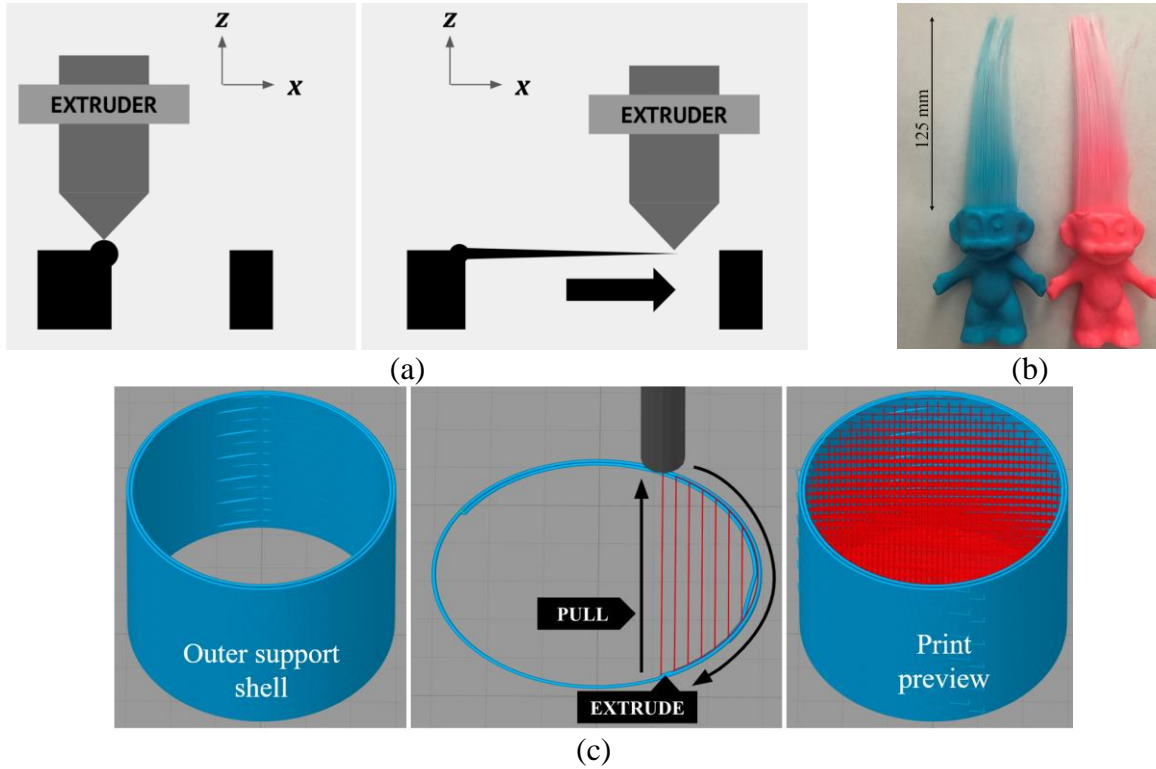 z
x
EXTRUDER
z
x
EXTRUDER
125 mm
(a)
(b)
Outer support
shell
PULL
EXTRUDE
Print
preview
(c)